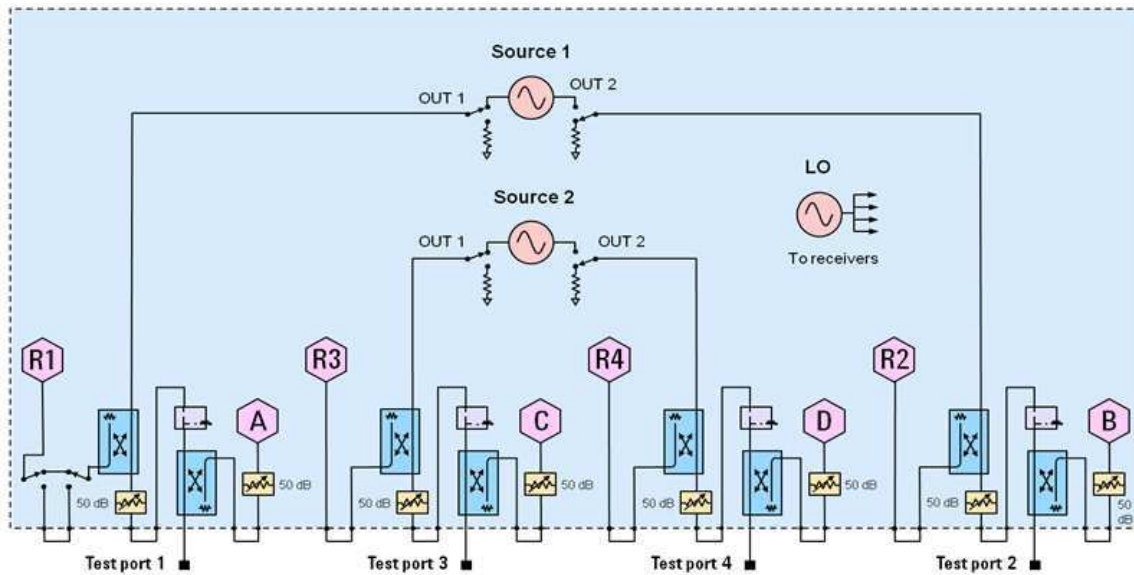 Source 1
OUT 1
OUT 2
LO
Source 2
OUT 1
OUT 2
To receivers
R1
R3
R4
R2
A
C
D
B
50 dB
50 dB
50 dB
50 dB
50 dB
50 dB
50 dB
50
dB
Test port 1
Test port 3
Test port 4
Test port 2